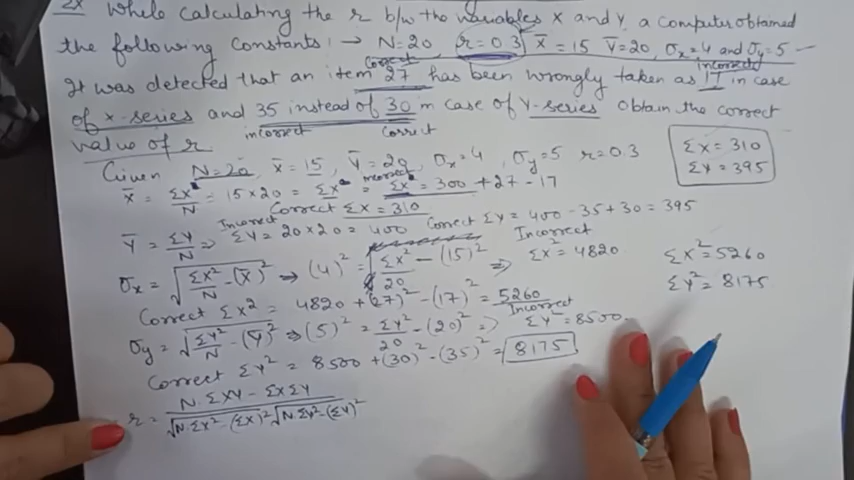 2x While calculating the r b/w the variables X and Y, a computer obtained
the following constants: → N=20 r=0.3 X̅=15 Y̅=20, σx=4 and σy=5
correct incorrectly
It was detected that an item 27 has been wrongly taken as 17 in case
of x-series and 35 instead of 30 in case of Y-series obtain the correct
incorrect correct
value of r
Given N=20, x̅=15, Y̅=20, σx=4, σy=5 r=0.3
ΣX=310
ΣY=395
incorrect
X̅ = ΣX/N = 15×20 = ΣX = ΣX = 300 +27-17
Correct ΣX=310
Incorrect
Y̅ = ΣY/N ⇒ ΣY=20×20=400 Correct ΣY=400-35+30=395
Incorrect
σx = √ΣX²/N-(X̅)² → (4)² = ΣX²/20 - (15)² ⇒ ΣX²=4820
ΣX²=5260
ΣY²=8175
Correct ΣX² = 4820 +(27)²-(17)² = 5260
Incorrect
σy = √ΣY²/N-(Y̅)² ⇒ (5)² = ΣY²/20 - (20)² ⇒ ΣY²=8500
Correct ΣY² = 8500 +(30)²-(35)² = 8175
r = N·ΣXY - ΣXΣY / √N·ΣX²-(ΣX)² √N·ΣY²-(ΣY)²